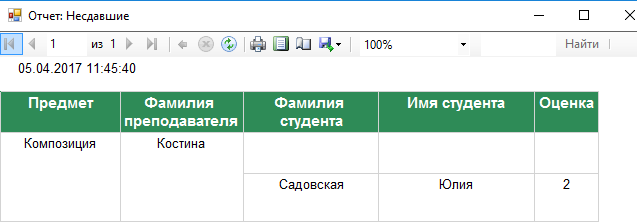 Отчет: Несдавшие
1 из 1 100% Найти
05.04.2017 11:45:40
Предмет Фамилия преподавателя Фамилия студента Имя студента Оценка
Композиция Костина
Садовская Юлия 2